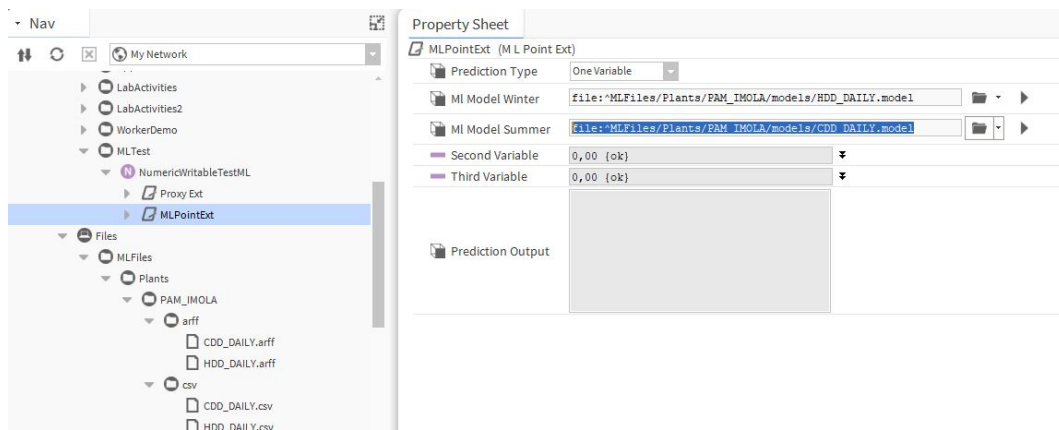 Nav
My Network
LabActivities
LabActivities2
WorkerDemo
MLTest
N NumericWritableTestML
Proxy Ext
MLPointExt
Files
MLFiles
Plants
PAM_IMOLA
arff
CDD_DAILY.arff
HDD_DAILY.arff
csv
CDD_DAILY.csv
HDD_DAILY.csv
Property Sheet
MLPointExt (M L Point Ext)
Prediction Type One Variable
Ml Model Winter file:^MLFiles/Plants/PAM_IMOLA/models/HDD_DAILY.model
Ml Model Summer file:^MLFiles/Plants/PAM_IMOLA/models/CDD_DAILY.model
Second Variable 0,00 {ok}
Third Variable 0,00 {ok}
Prediction Output